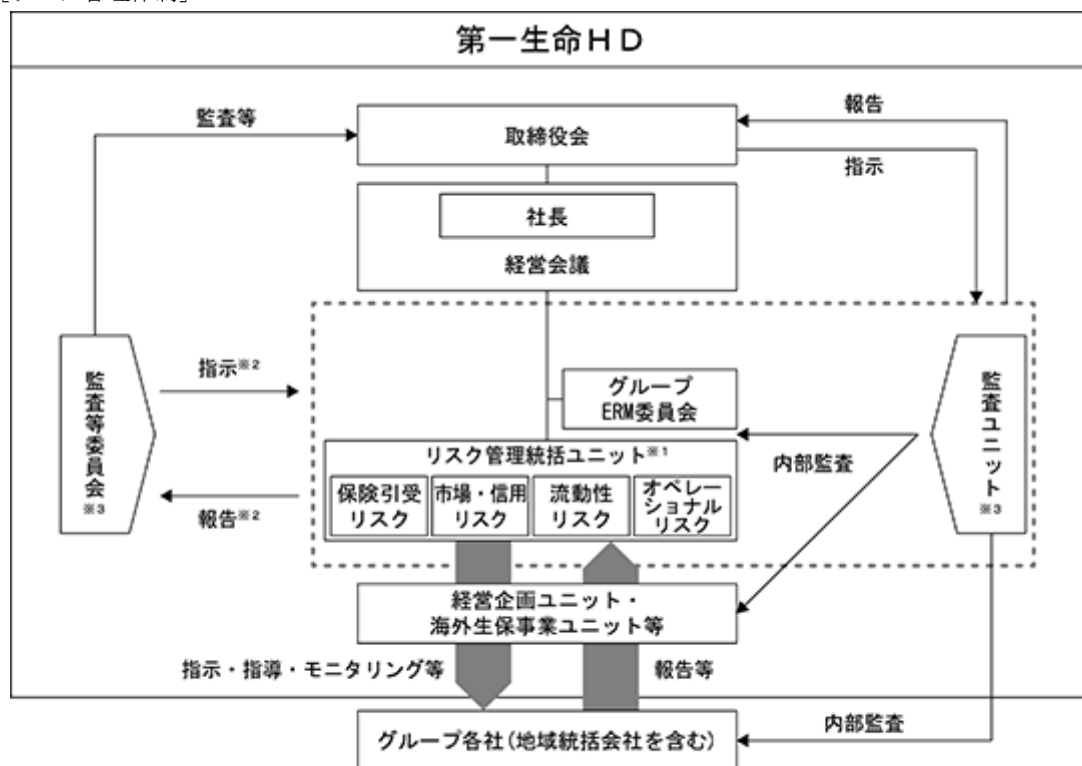 第一生命ＨＤ
監査等
報告
取締役会
指示
社長
経営会議
指示※2
グループ
ERM委員会
監査等委員会
※3
監査ユニット
※3
リスク管理統括ユニット※1
内部監査
保険引受
リスク
市場・信用
リスク
流動性
リスク
オペレー
ショナル
リスク
報告※2
経営企画ユニット・
海外生保事業ユニット等
指示・指導・モニタリング等
報告等
内部監査
グループ各社(地域統括会社を含む)